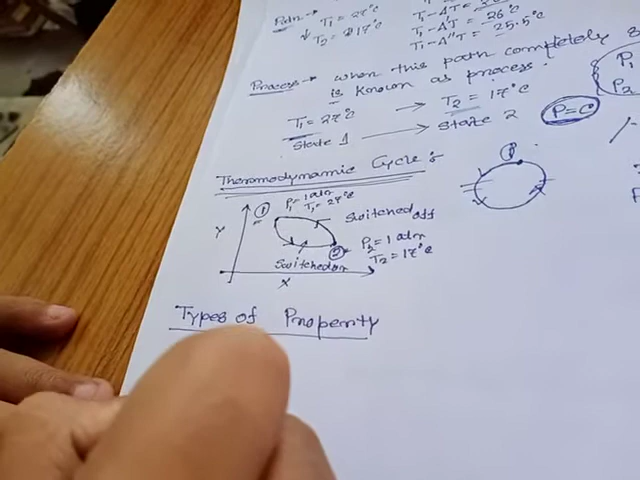 Path → T₁ = 27°C
↓ T₂ = 17°C
T₁ - ΔT =
T₁ - Δ'T = 26°C
T₁ - Δ"T = 25.5°C
Process → when this path completely
is known as process.
T₁ = 27°C → T₂ = 17°C
State 1 → State 2
P=C
P₁
P₂
Thermodynamic Cycle :
1 P₁ = 1 atm
T₁ = 27°C
Switched off
Y
2 P₂ = 1 atm
T₂ = 17°C
Switched on
X
1
Types of Property